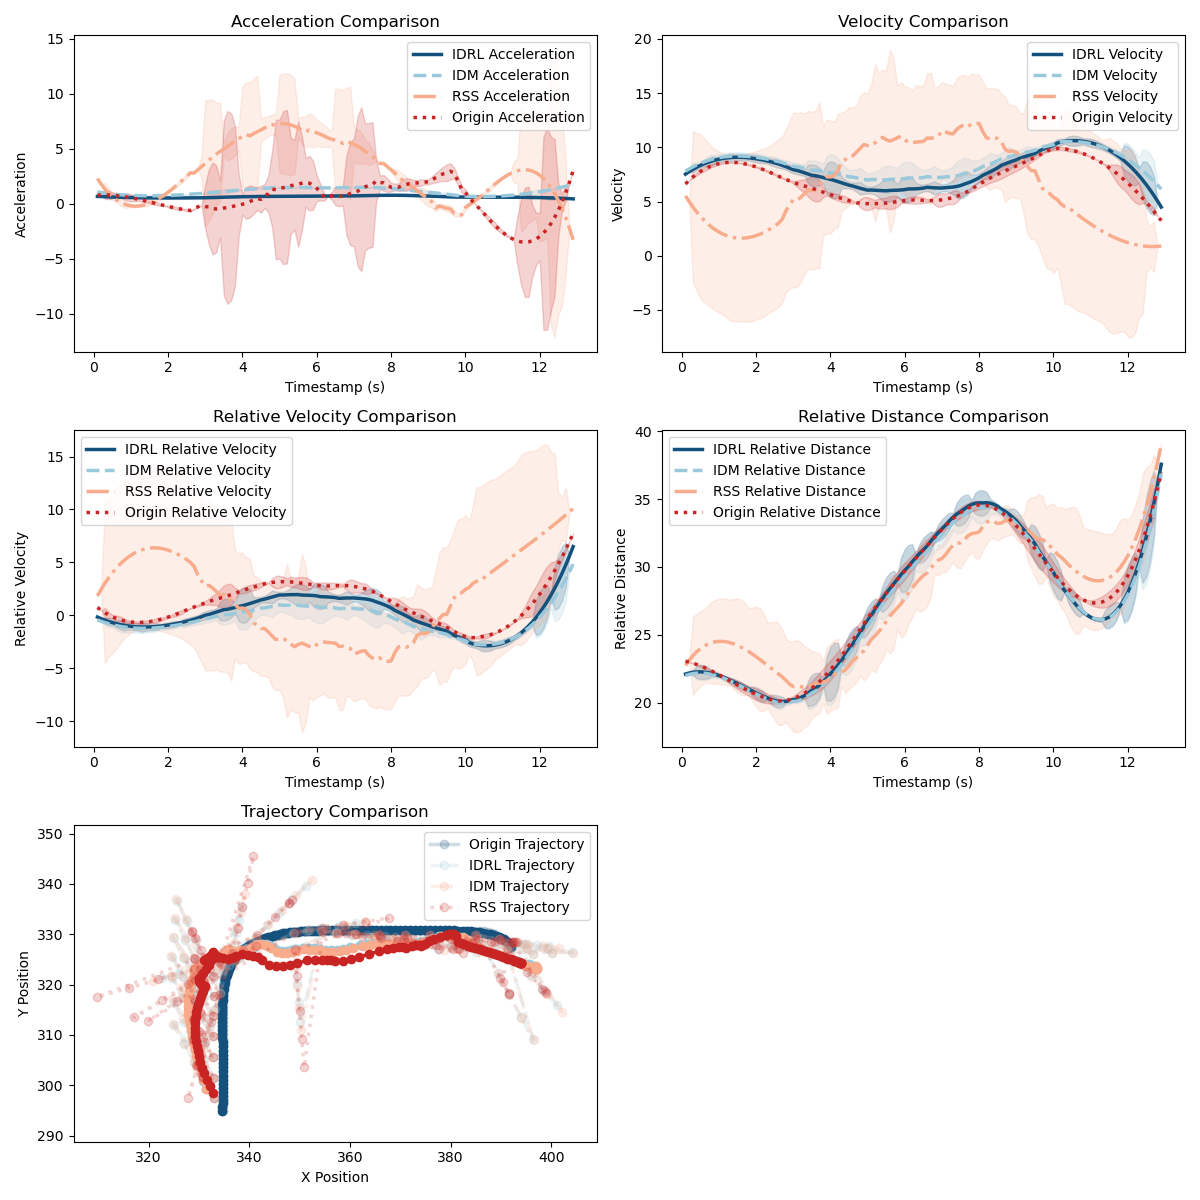 Acceleration Comparison
15
10
5
0
−5
−10
Acceleration
IDRL Acceleration
IDM Acceleration
RSS Acceleration
Origin Acceleration
0 2 4 6 8 10 12
Timestamp (s)
Velocity Comparison
20
15
10
5
0
−5
Velocity
IDRL Velocity
IDM Velocity
RSS Velocity
Origin Velocity
0 2 4 6 8 10 12
Timestamp (s)
Relative Velocity Comparison
15
10
5
0
−5
−10
Relative Velocity
IDRL Relative Velocity
IDM Relative Velocity
RSS Relative Velocity
Origin Relative Velocity
0 2 4 6 8 10 12
Timestamp (s)
Relative Distance Comparison
40
35
30
25
20
Relative Distance
IDRL Relative Distance
IDM Relative Distance
RSS Relative Distance
Origin Relative Distance
0 2 4 6 8 10 12
Timestamp (s)
Trajectory Comparison
350
340
330
320
310
300
290
Y Position
Origin Trajectory
IDRL Trajectory
IDM Trajectory
RSS Trajectory
320 340 360 380 400
X Position